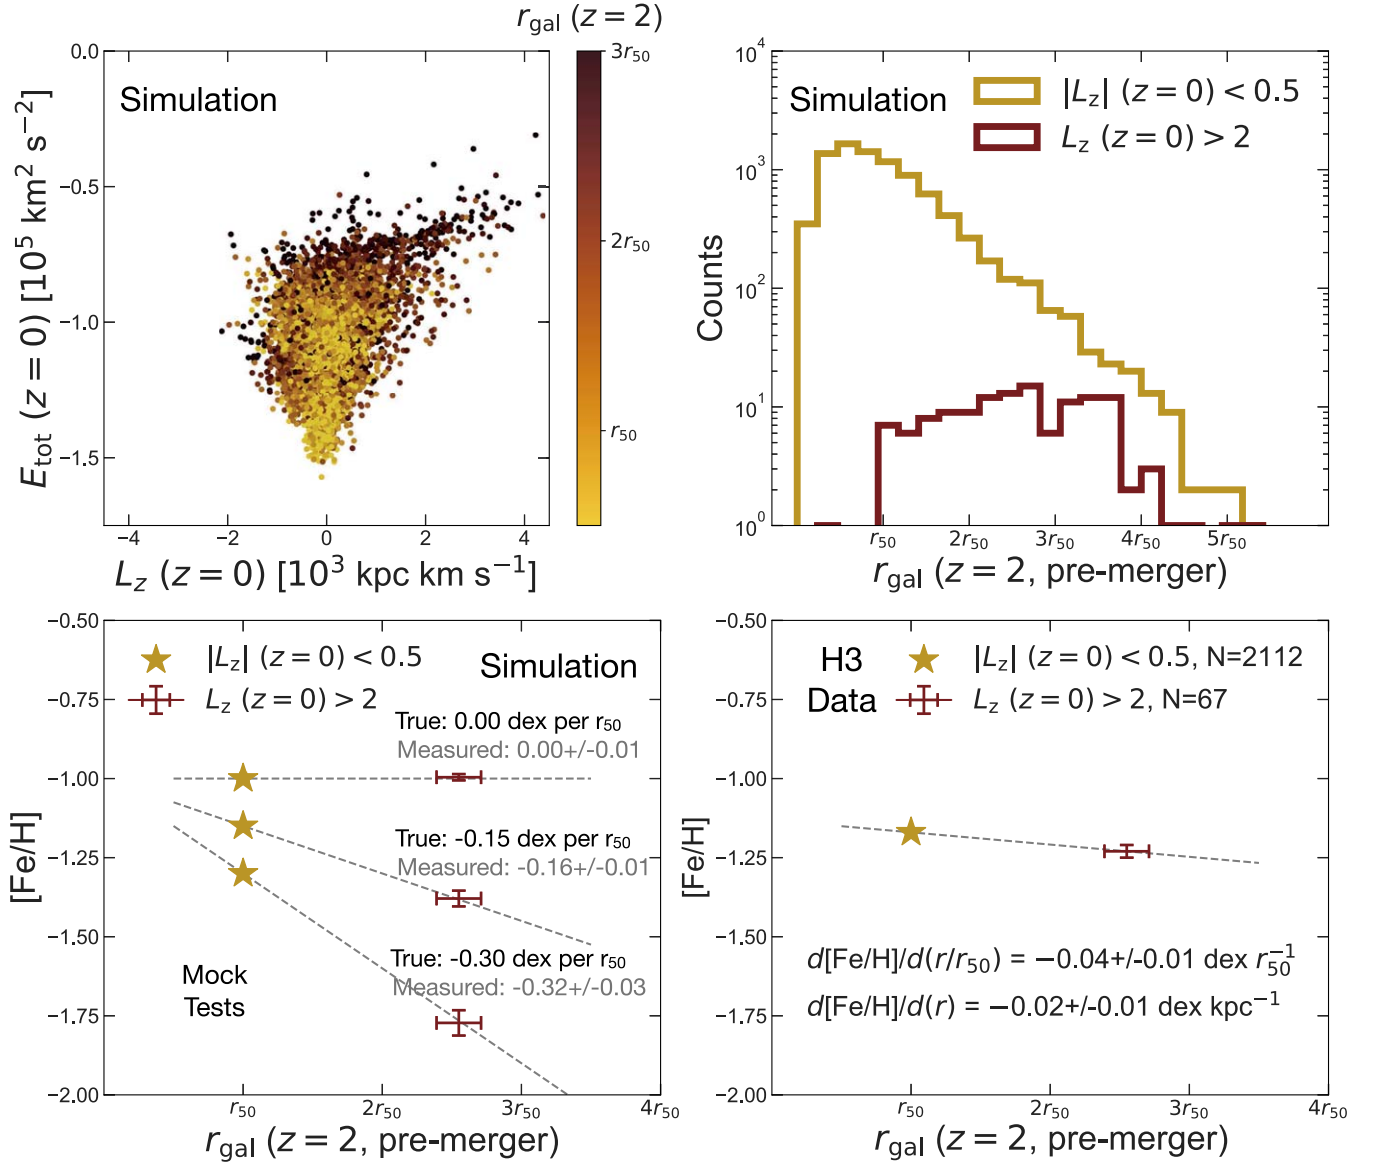 r_gal (z = 2)
Simulation
0.0
−0.5
−1.0
−1.5
E_tot (z = 0) [10^5 km^2 s^−2]
−4
−2
0
2
4
L_z (z = 0) [10^3 kpc km s^−1]
3r_50
2r_50
r_50
Simulation
|L_z| (z = 0) < 0.5
L_z (z = 0) > 2
10^4
10^3
10^2
10^1
10^0
Counts
r_50
2r_50
3r_50
4r_50
5r_50
r_gal (z = 2, pre-merger)
|L_z| (z = 0) < 0.5
L_z (z = 0) > 2
Simulation
True: 0.00 dex per r_50
Measured: 0.00+/-0.01
True: -0.15 dex per r_50
Measured: -0.16+/-0.01
True: -0.30 dex per r_50
Measured: -0.32+/-0.03
Mock
Tests
−0.50
−0.75
−1.00
−1.25
−1.50
−1.75
−2.00
[Fe/H]
r_50
2r_50
3r_50
4r_50
r_gal (z = 2, pre-merger)
H3
Data
|L_z| (z = 0) < 0.5, N=2112
L_z (z = 0) > 2, N=67
d[Fe/H]/d(r/r_50) = −0.04+/-0.01 dex r_50^−1
d[Fe/H]/d(r) = −0.02+/-0.01 dex kpc^−1
−0.50
−0.75
−1.00
−1.25
−1.50
−1.75
−2.00
[Fe/H]
r_50
2r_50
3r_50
4r_50
r_gal (z = 2, pre-merger)